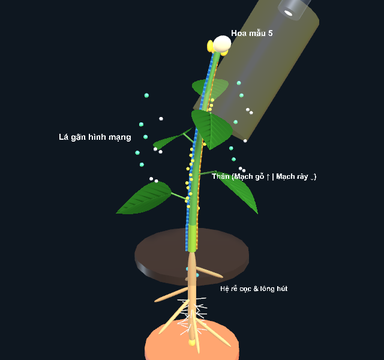 Hoa mẫu 5
Lá gân hình mạng
Thân (Mạch gỗ ↑ | Mạch rây ↓)
Hệ rễ cọc & lông hút